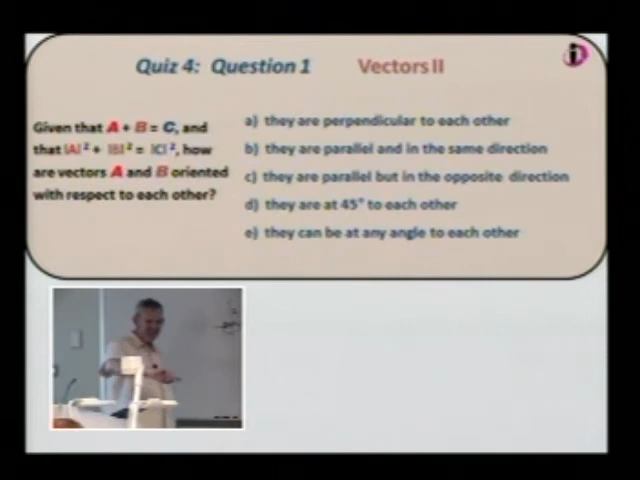 Quiz 4: Question 1 Vectors II
Given that A + B = C, and
that |A|² + |B|² = |C|², how
are vectors A and B oriented
with respect to each other?
a) they are perpendicular to each other
b) they are parallel and in the same direction
c) they are parallel but in the opposite direction
d) they are at 45° to each other
e) they can be at any angle to each other